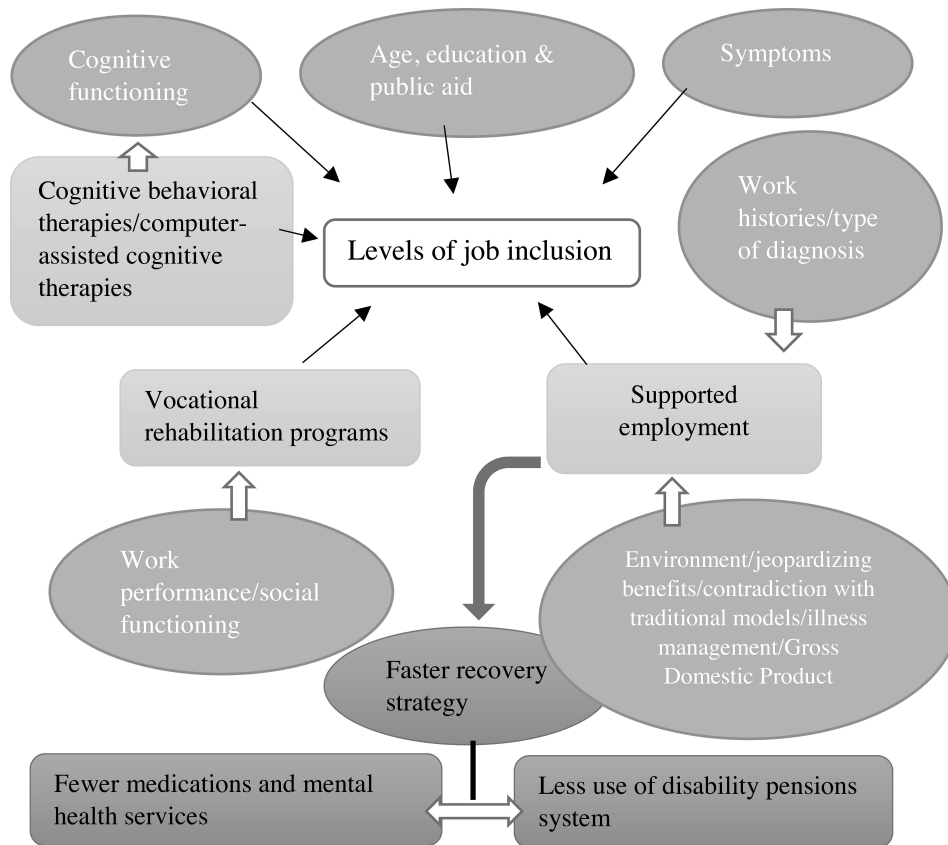 Cognitive
functioning
Age, education &
public aid
Symptoms
Cognitive behavioral
therapies/computer-
assisted cognitive
therapies
Levels of job inclusion
Work
histories/type
of diagnosis
Vocational
rehabilitation programs
Supported
employment
Work
performance/social
functioning
Environment/jeopardizing
benefits/contradiction with
traditional models/illness
management/Gross
Domestic Product
Faster recovery
strategy
Fewer medications and mental
health services
Less use of disability pensions
system